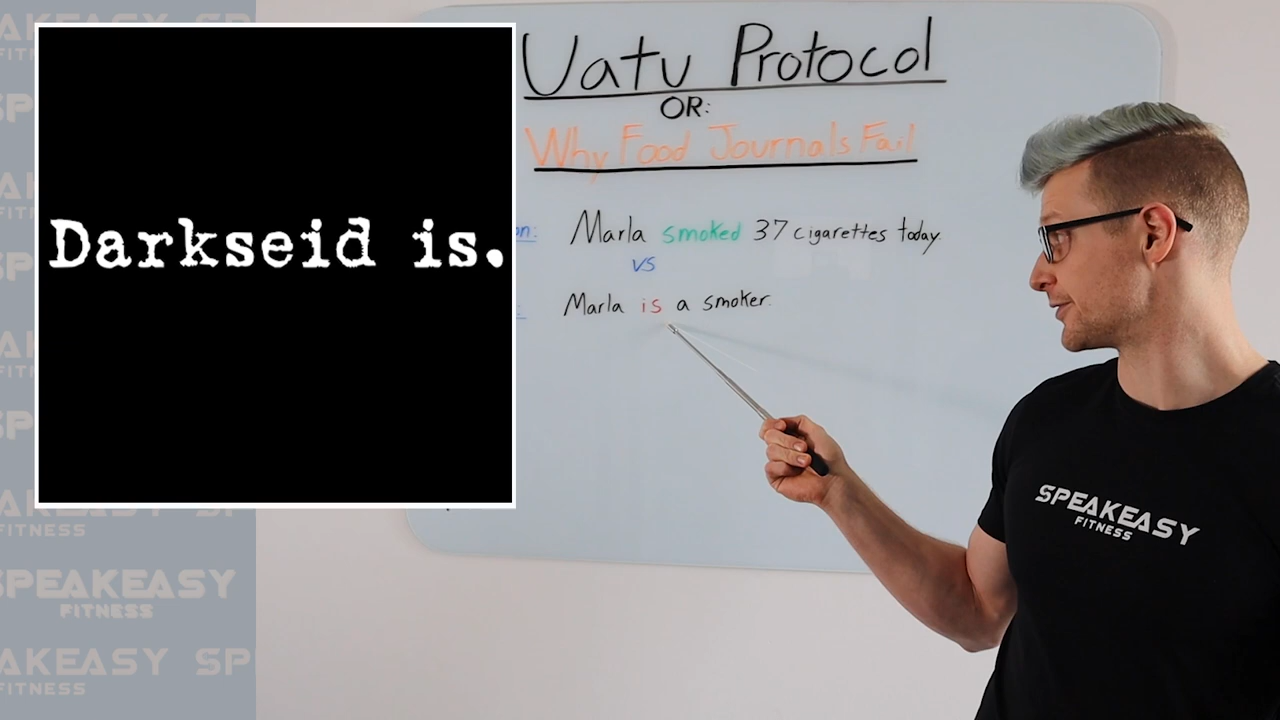 Darkseid is.
Uatu Protocol
OR:
Why Food Journals Fail
Marla smoked 37 cigarettes today.
vs
Marla is a smoker.
SPEAKEASY
FITNESS
SPEAKEASY
FITNESS